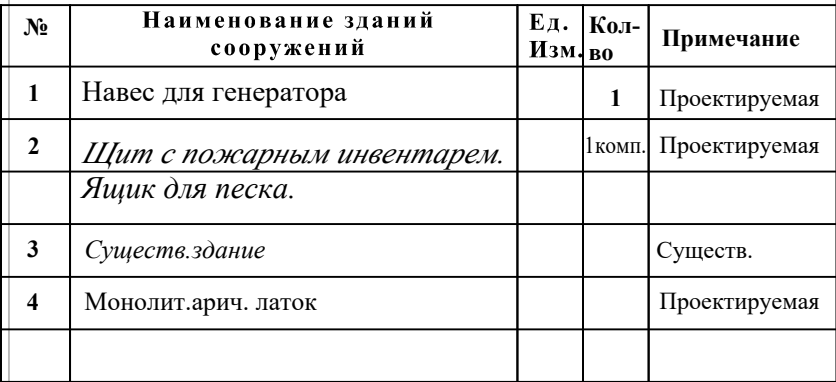 № Наименование зданий сооружений Ед. Изм. Кол-во Примечание
1 Навес для генератора 1 Проектируемая
2 Щит с пожарным инвентарем. 1комп. Проектируемая
Ящик для песка.
3 Существ.здание Существ.
4 Монолит.арич. латок Проектируемая